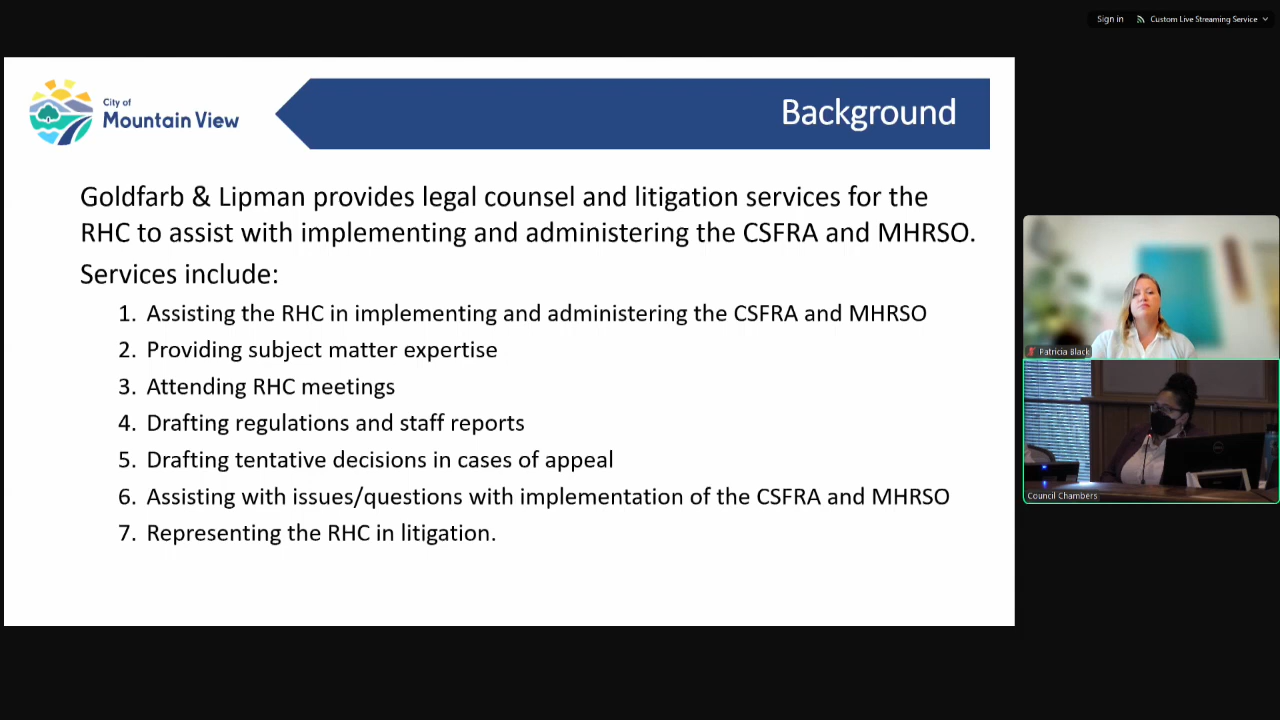 Sign in
Custom Live Streaming Service
City of
Mountain View
Background
Goldfarb & Lipman provides legal counsel and litigation services for the
RHC to assist with implementing and administering the CSFRA and MHRSO.
Services include:
1. Assisting the RHC in implementing and administering the CSFRA and MHRSO
2. Providing subject matter expertise
3. Attending RHC meetings
4. Drafting regulations and staff reports
5. Drafting tentative decisions in cases of appeal
6. Assisting with issues/questions with implementation of the CSFRA and MHRSO
7. Representing the RHC in litigation.
Patricia Black
Council Chambers